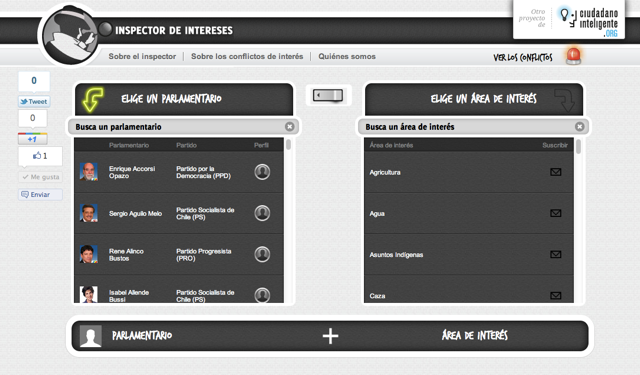 Otro
proyecto
de
ciudadano
inteligente
.ORG
INSPECTOR DE INTERESES
Sobre el inspector
Sobre los conflictos de interés
Quiénes somos
VER LOS CONFLICTOS
0
Tweet
0
+1
1
Me gusta
Enviar
ELIGE UN PARLAMENTARIO
Busca un parlamentario
Parlamentario Partido Perfil
Enrique Accorsi Partido por la
Opazo Democracia (PPD)
Sergio Aguilo Melo Partido Socialista de
Chile (PS)
Rene Alinco Partido Progresista
Bustos (PRO)
Isabel Allende Partido Socialista de
Bussi Chile (PS)
ELIGE UN ÁREA DE INTERÉS
Busca un área de interés
Área de interés Suscribir
Agricultura
Agua
Asuntos Indígenas
Caza
PARLAMENTARIO + ÁREA DE INTERÉS